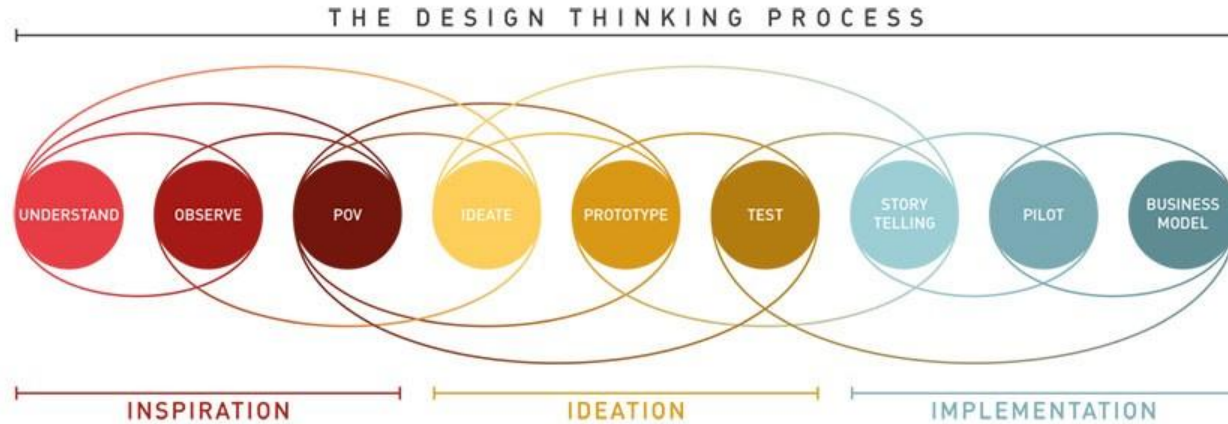 THE DESIGN THINKING PROCESS
UNDERSTAND
OBSERVE
POV
IDEATE
PROTOTYPE
TEST
STORY
TELLING
PILOT
BUSINESS
MODEL
INSPIRATION
IDEATION
IMPLEMENTATION